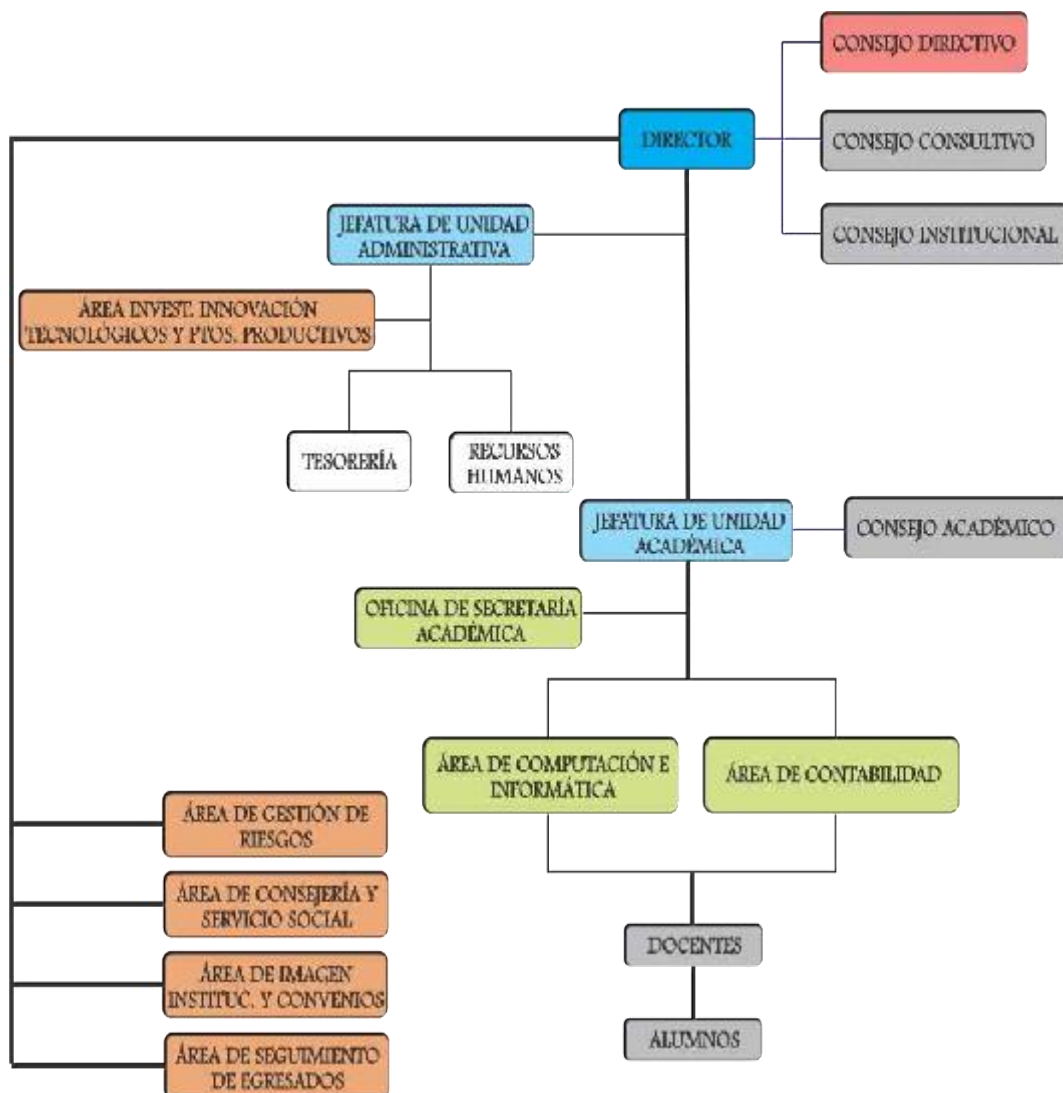 CONSEJO DIRECTIVO
DIRECTOR
CONSEJO CONSULTIVO
JEFATURA DE UNIDAD
ADMINISTRATIVA
CONSEJO INSTITUCIONAL
ÁREA INVEST. INNOVACIÓN
TECNOLÓGICOS Y PTOS. PRODUCTIVOS
TESORERÍA
RECURSOS
HUMANOS
JEFATURA DE UNIDAD
ACADÉMICA
CONSEJO ACADÉMICO
OFICINA DE SECRETARÍA
ACADÉMICA
ÁREA DE COMPUTACIÓN E
INFORMÁTICA
ÁREA DE CONTABILIDAD
ÁREA DE GESTIÓN DE
RIESGOS
ÁREA DE CONSEJERÍA Y
SERVICIO SOCIAL
ÁREA DE IMAGEN
INSTITUC. Y CONVENIOS
ÁREA DE SEGUIMIENTO
DE EGRESADOS
DOCENTES
ALUMNOS